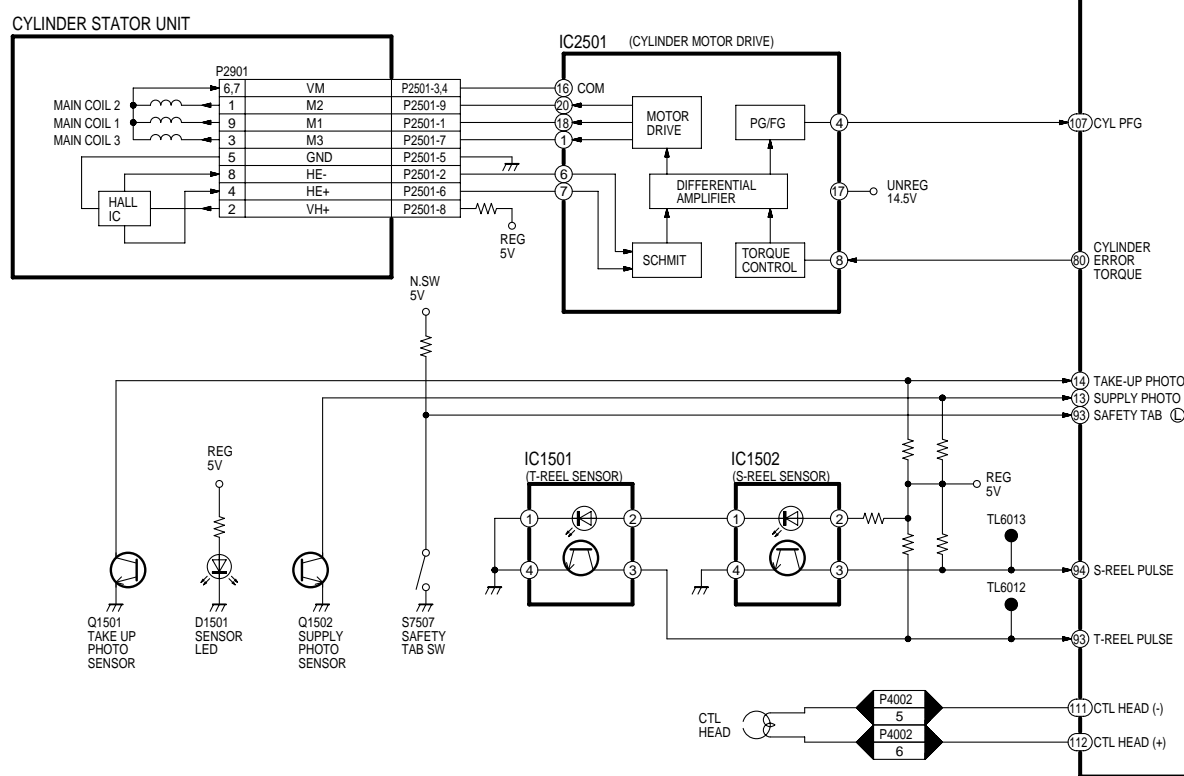 CYLINDER STATOR UNIT
P2901
6,7 VM P2501-3,4
MAIN COIL 2 1 M2 P2501-9
MAIN COIL 1 9 M1 P2501-1
MAIN COIL 3 3 M3 P2501-7
5 GND P2501-5
8 HE- P2501-2
4 HE+ P2501-6
2 VH+ P2501-8
HALL
IC
REG
5V
IC2501 (CYLINDER MOTOR DRIVE)
16 COM
20
18
1
6
7
MOTOR
DRIVE
PG/FG
4
DIFFERENTIAL
AMPLIFIER
17 UNREG
14.5V
SCHMIT
TORQUE
CONTROL
8
107 CYL PFG
80 CYLINDER
ERROR
TORQUE
N.SW
5V
14 TAKE-UP PHOTO
13 SUPPLY PHOTO
93 SAFETY TAB L
REG
5V
IC1501
(T-REEL SENSOR)
1 2
4 3
IC1502
(S-REEL SENSOR)
1 2
4 3
REG
5V
TL6013
94 S-REEL PULSE
TL6012
93 T-REEL PULSE
Q1501
TAKE UP
PHOTO
SENSOR
D1501
SENSOR
LED
Q1502
SUPPLY
PHOTO
SENSOR
S7507
SAFETY
TAB SW
CTL
HEAD
P4002
5
P4002
6
111 CTL HEAD (-)
112 CTL HEAD (+)